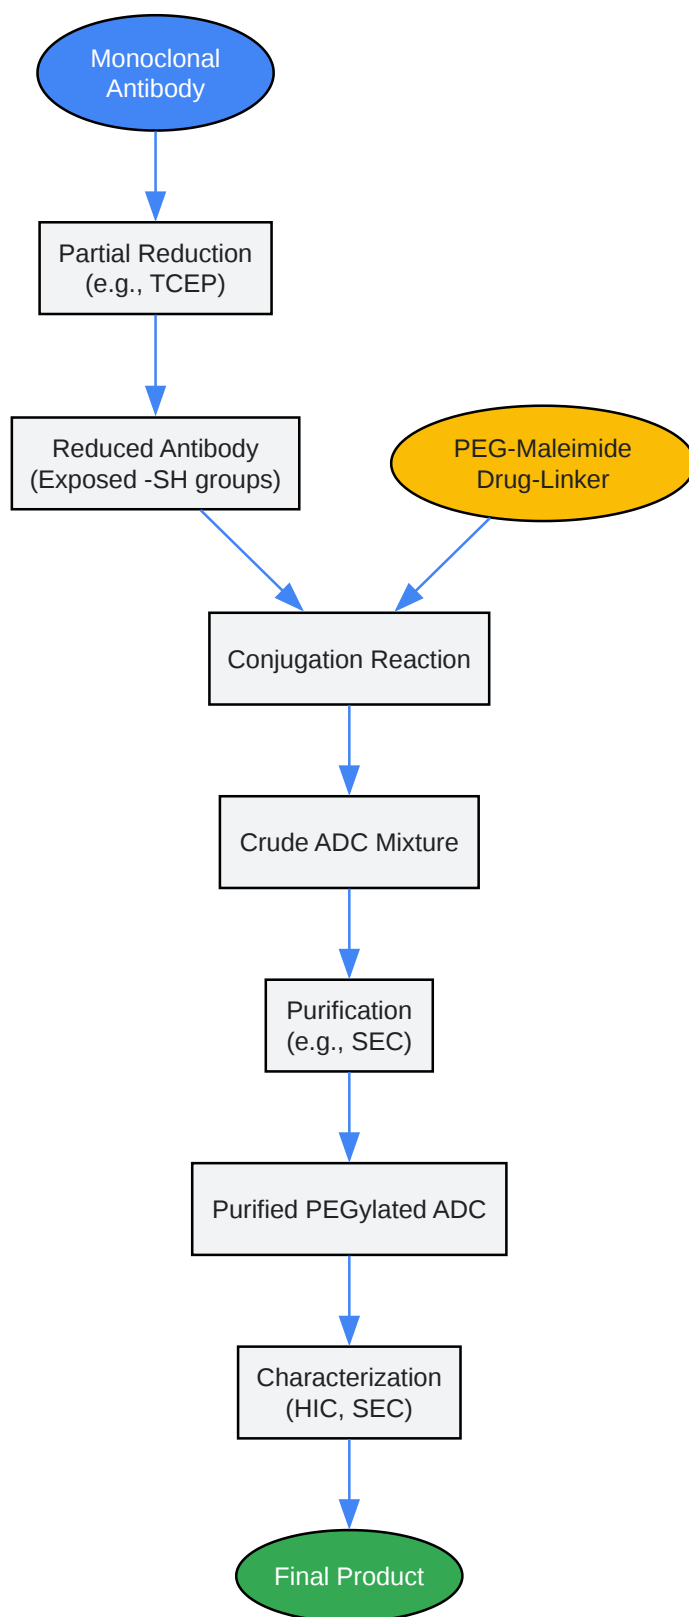 Monoclonal
Antibody
Partial Reduction
(e.g., TCEP)
Reduced Antibody
(Exposed -SH groups)
PEG-Maleimide
Drug-Linker
Conjugation Reaction
Crude ADC Mixture
Purification
(e.g., SEC)
Purified PEGylated ADC
Characterization
(HIC, SEC)
Final Product